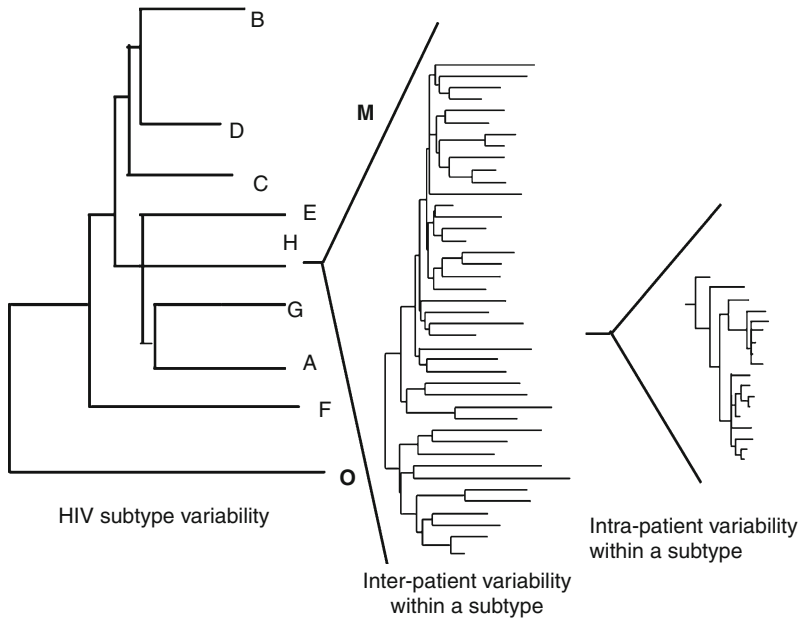 B
M
D
C
E
H
G
A
F
O
HIV subtype variability
Inter-patient variability
within a subtype
Intra-patient variability
within a subtype